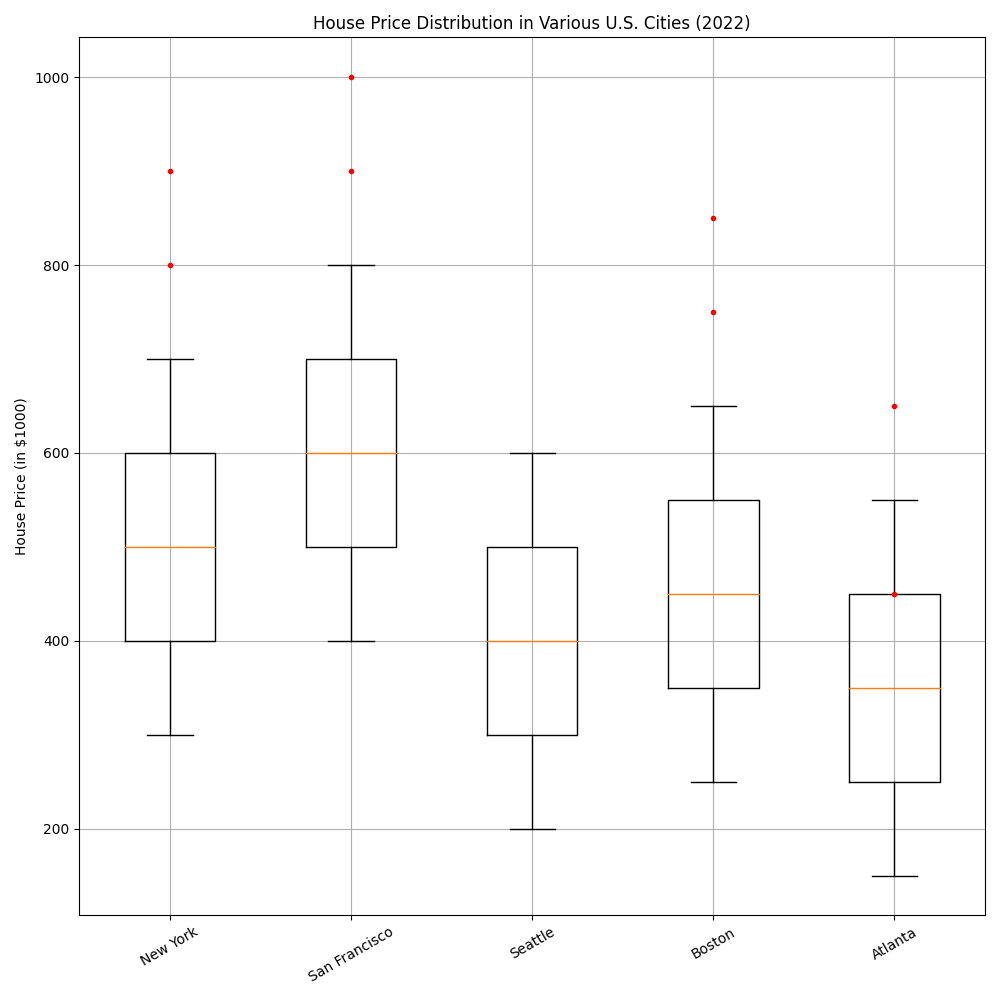 House Price Distribution in Various U.S. Cities (2022)
House Price (in $1000)
1000
800
600
400
200
New York
San Francisco
Seattle
Boston
Atlanta